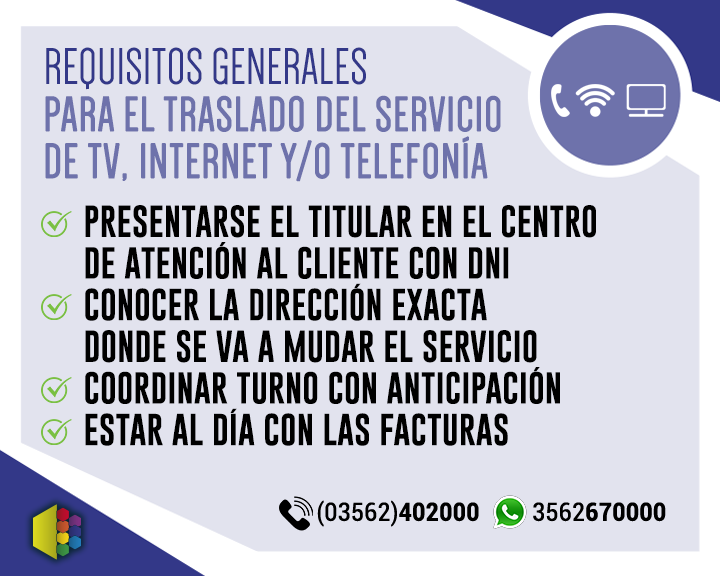 REQUISITOS GENERALES
PARA EL TRASLADO DEL SERVICIO
DE TV, INTERNET Y/O TELEFONÍA
PRESENTARSE EL TITULAR EN EL CENTRO
DE ATENCIÓN AL CLIENTE CON DNI
CONOCER LA DIRECCIÓN EXACTA
DONDE SE VA A MUDAR EL SERVICIO
COORDINAR TURNO CON ANTICIPACIÓN
ESTAR AL DÍA CON LAS FACTURAS
(03562)402000 3562670000